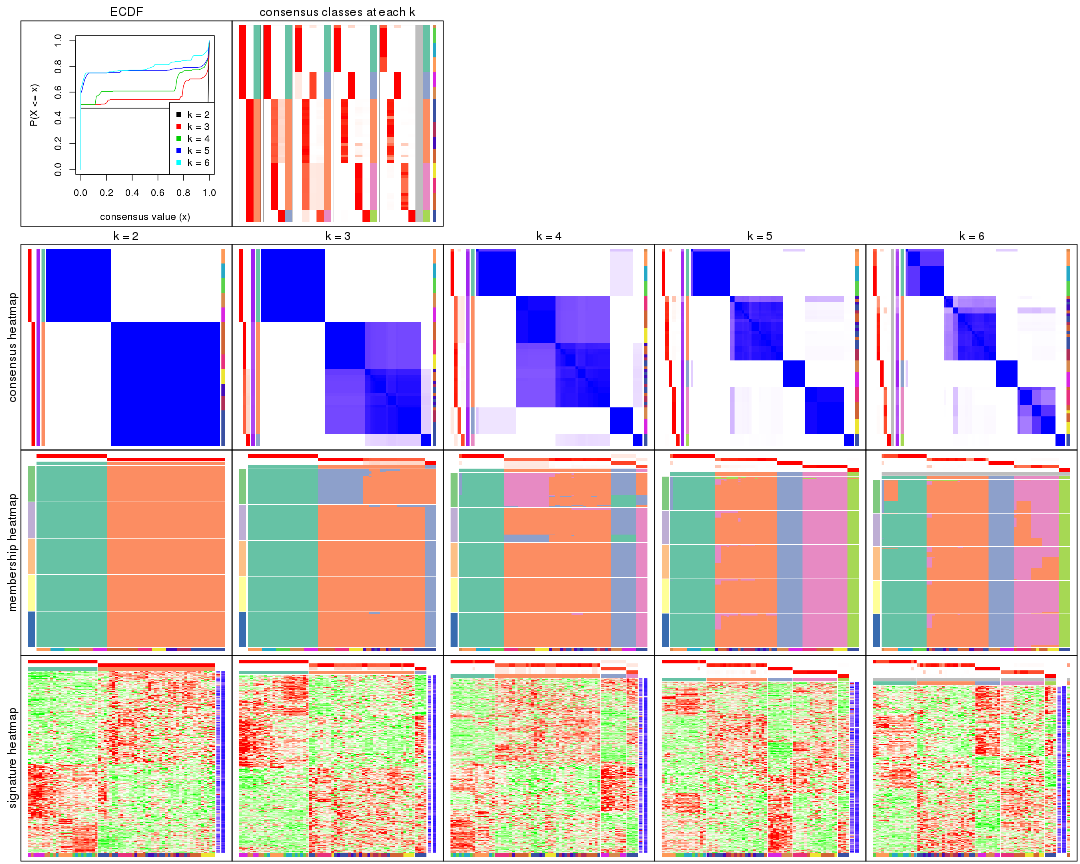 ECDF
consensus classes at each k
P(X <= x)
1.0
0.8
0.6
0.4
0.2
0.0
k = 2
k = 3
k = 4
k = 5
k = 6
0.0 0.2 0.4 0.6 0.8 1.0
consensus value (x)
k = 2
k = 3
k = 4
k = 5
k = 6
consensus heatmap
membership heatmap
signature heatmap